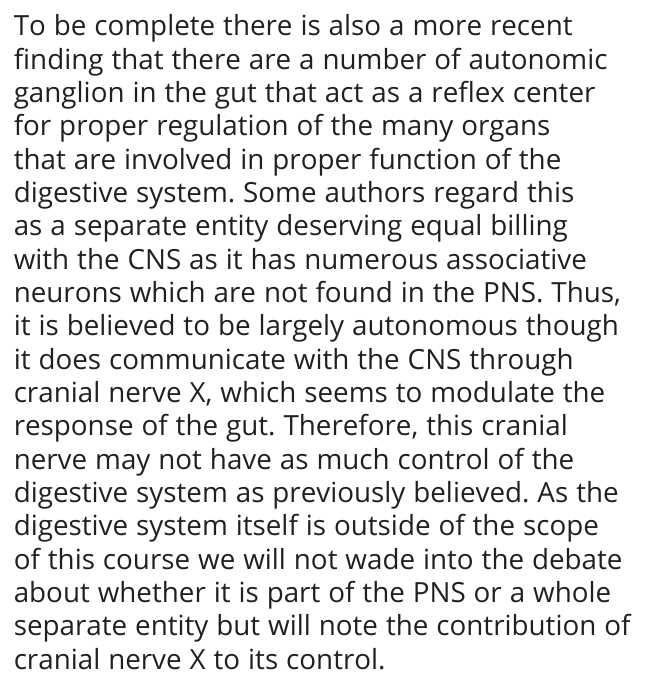 To be complete there is also a more recent
finding that there are a number of autonomic
ganglion in the gut that act as a reflex center
for proper regulation of the many organs
that are involved in proper function of the
digestive system. Some authors regard this
as a separate entity deserving equal billing
with the CNS as it has numerous associative
neurons which are not found in the PNS. Thus,
it is believed to be largely autonomous though
it does communicate with the CNS through
cranial nerve X, which seems to modulate the
response of the gut. Therefore, this cranial
nerve may not have as much control of the
digestive system as previously believed. As the
digestive system itself is outside of the scope
of this course we will not wade into the debate
about whether it is part of the PNS or a whole
separate entity but will note the contribution of
cranial nerve X to its control.